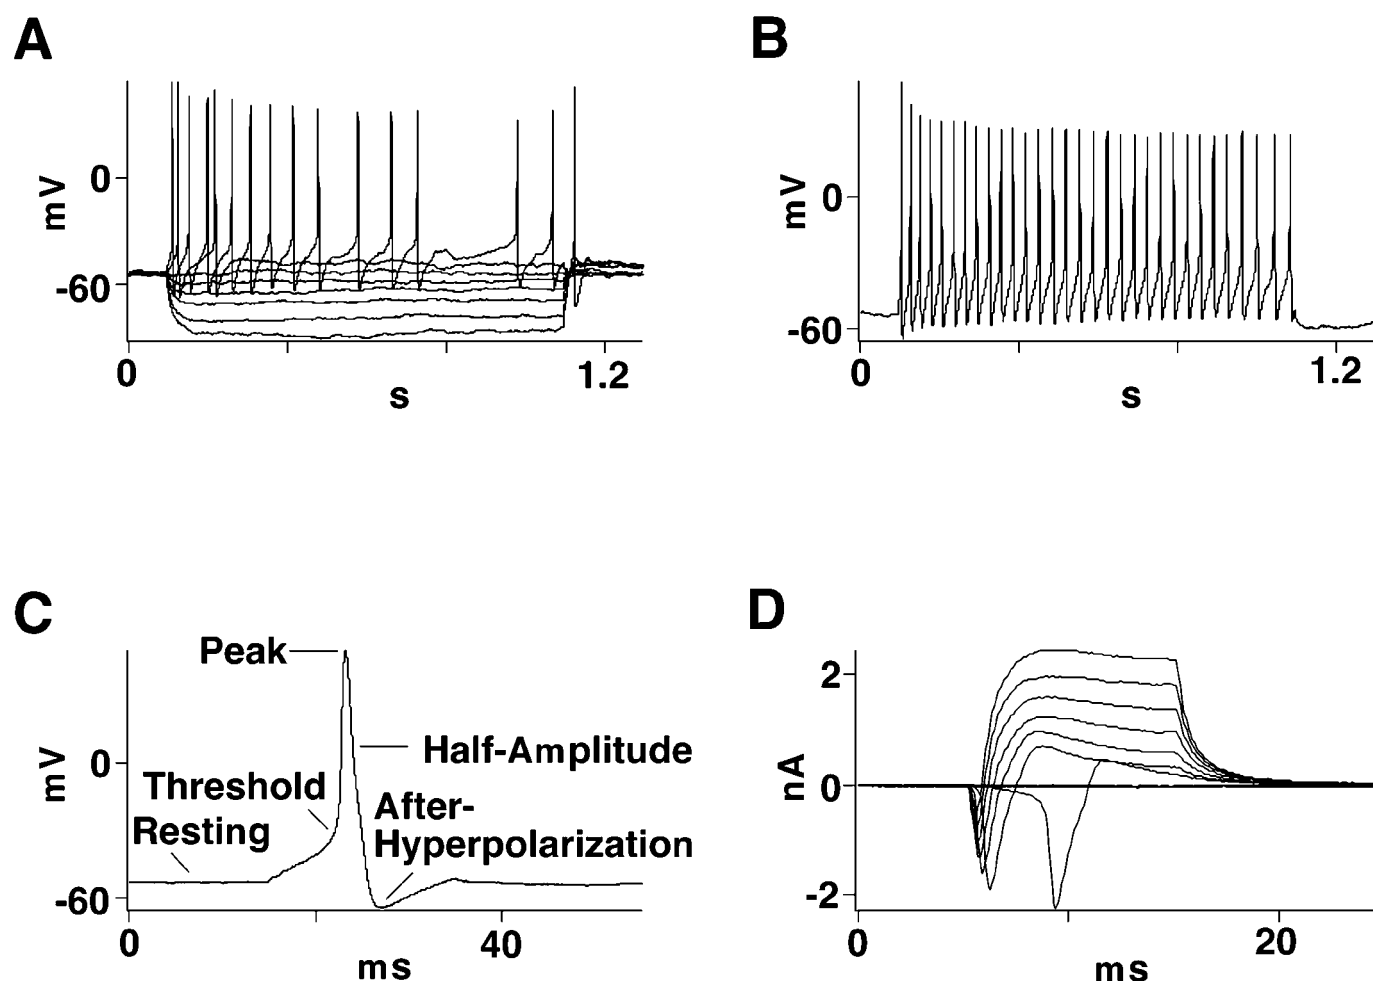 A
B
mV
0
-60
0
1.2
s
mV
0
-60
0
1.2
s
C
D
Peak
Half-Amplitude
Threshold
Resting
After-
Hyperpolarization
mV
0
-60
0
40
ms
nA
2
0
-2
0
20
ms